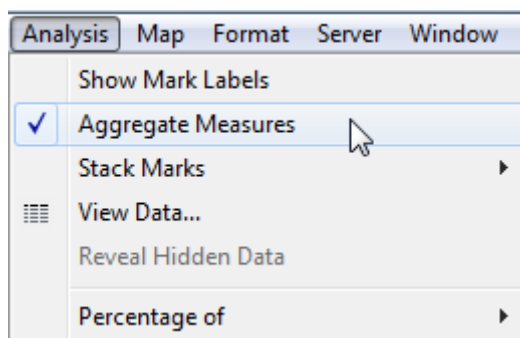 Analysis Map Format Server Window
Show Mark Labels
Aggregate Measures
Stack Marks
View Data...
Reveal Hidden Data
Percentage of